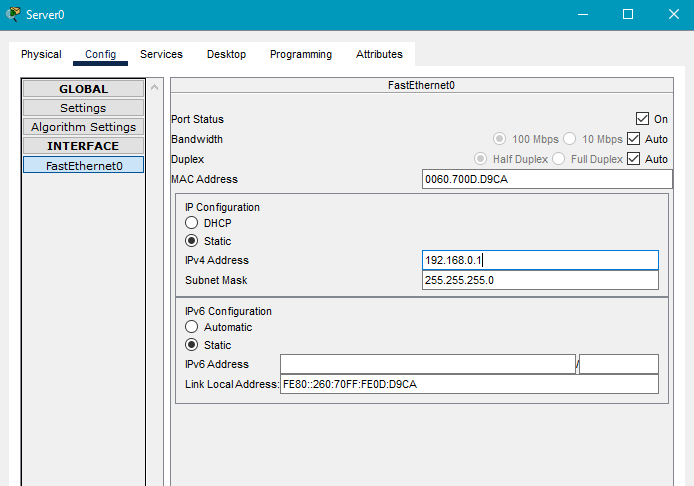 Server0
Physical Config Services Desktop Programming Attributes
GLOBAL
Settings
Algorithm Settings
INTERFACE
FastEthernet0
FastEthernet0
Port Status On
Bandwidth 100 Mbps 10 Mbps Auto
Duplex Half Duplex Full Duplex Auto
MAC Address 0060.700D.D9CA
IP Configuration
DHCP
Static
IPv4 Address 192.168.0.1
Subnet Mask 255.255.255.0
IPv6 Configuration
Automatic
Static
IPv6 Address /
Link Local Address: FE80::260:70FF:FE0D:D9CA